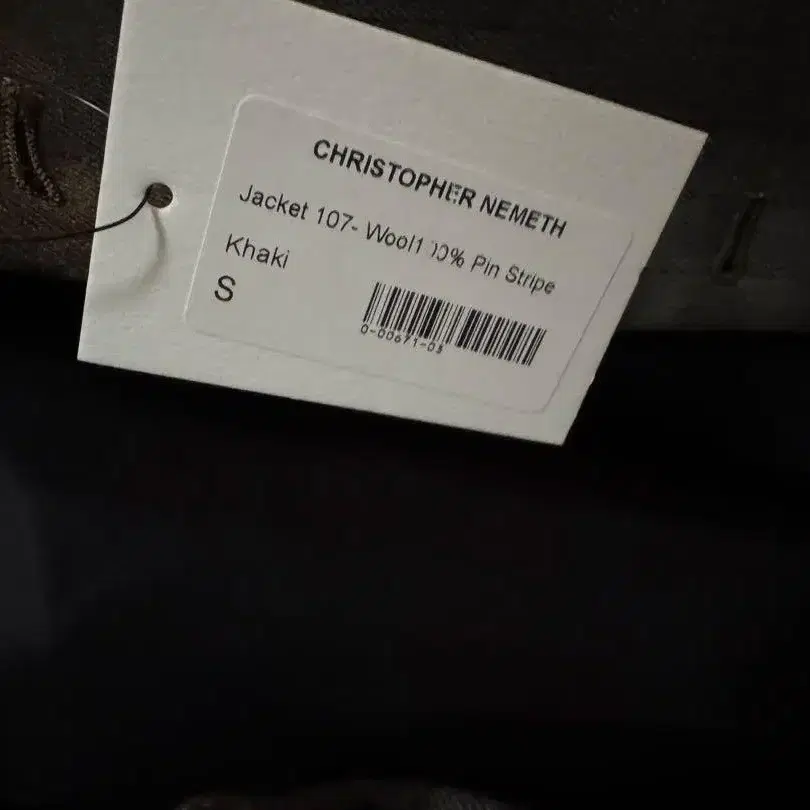 CHRISTOPHER NEMETH
Jacket 107- Wool100% Pin Stripe
Khaki
S
0-00671-03